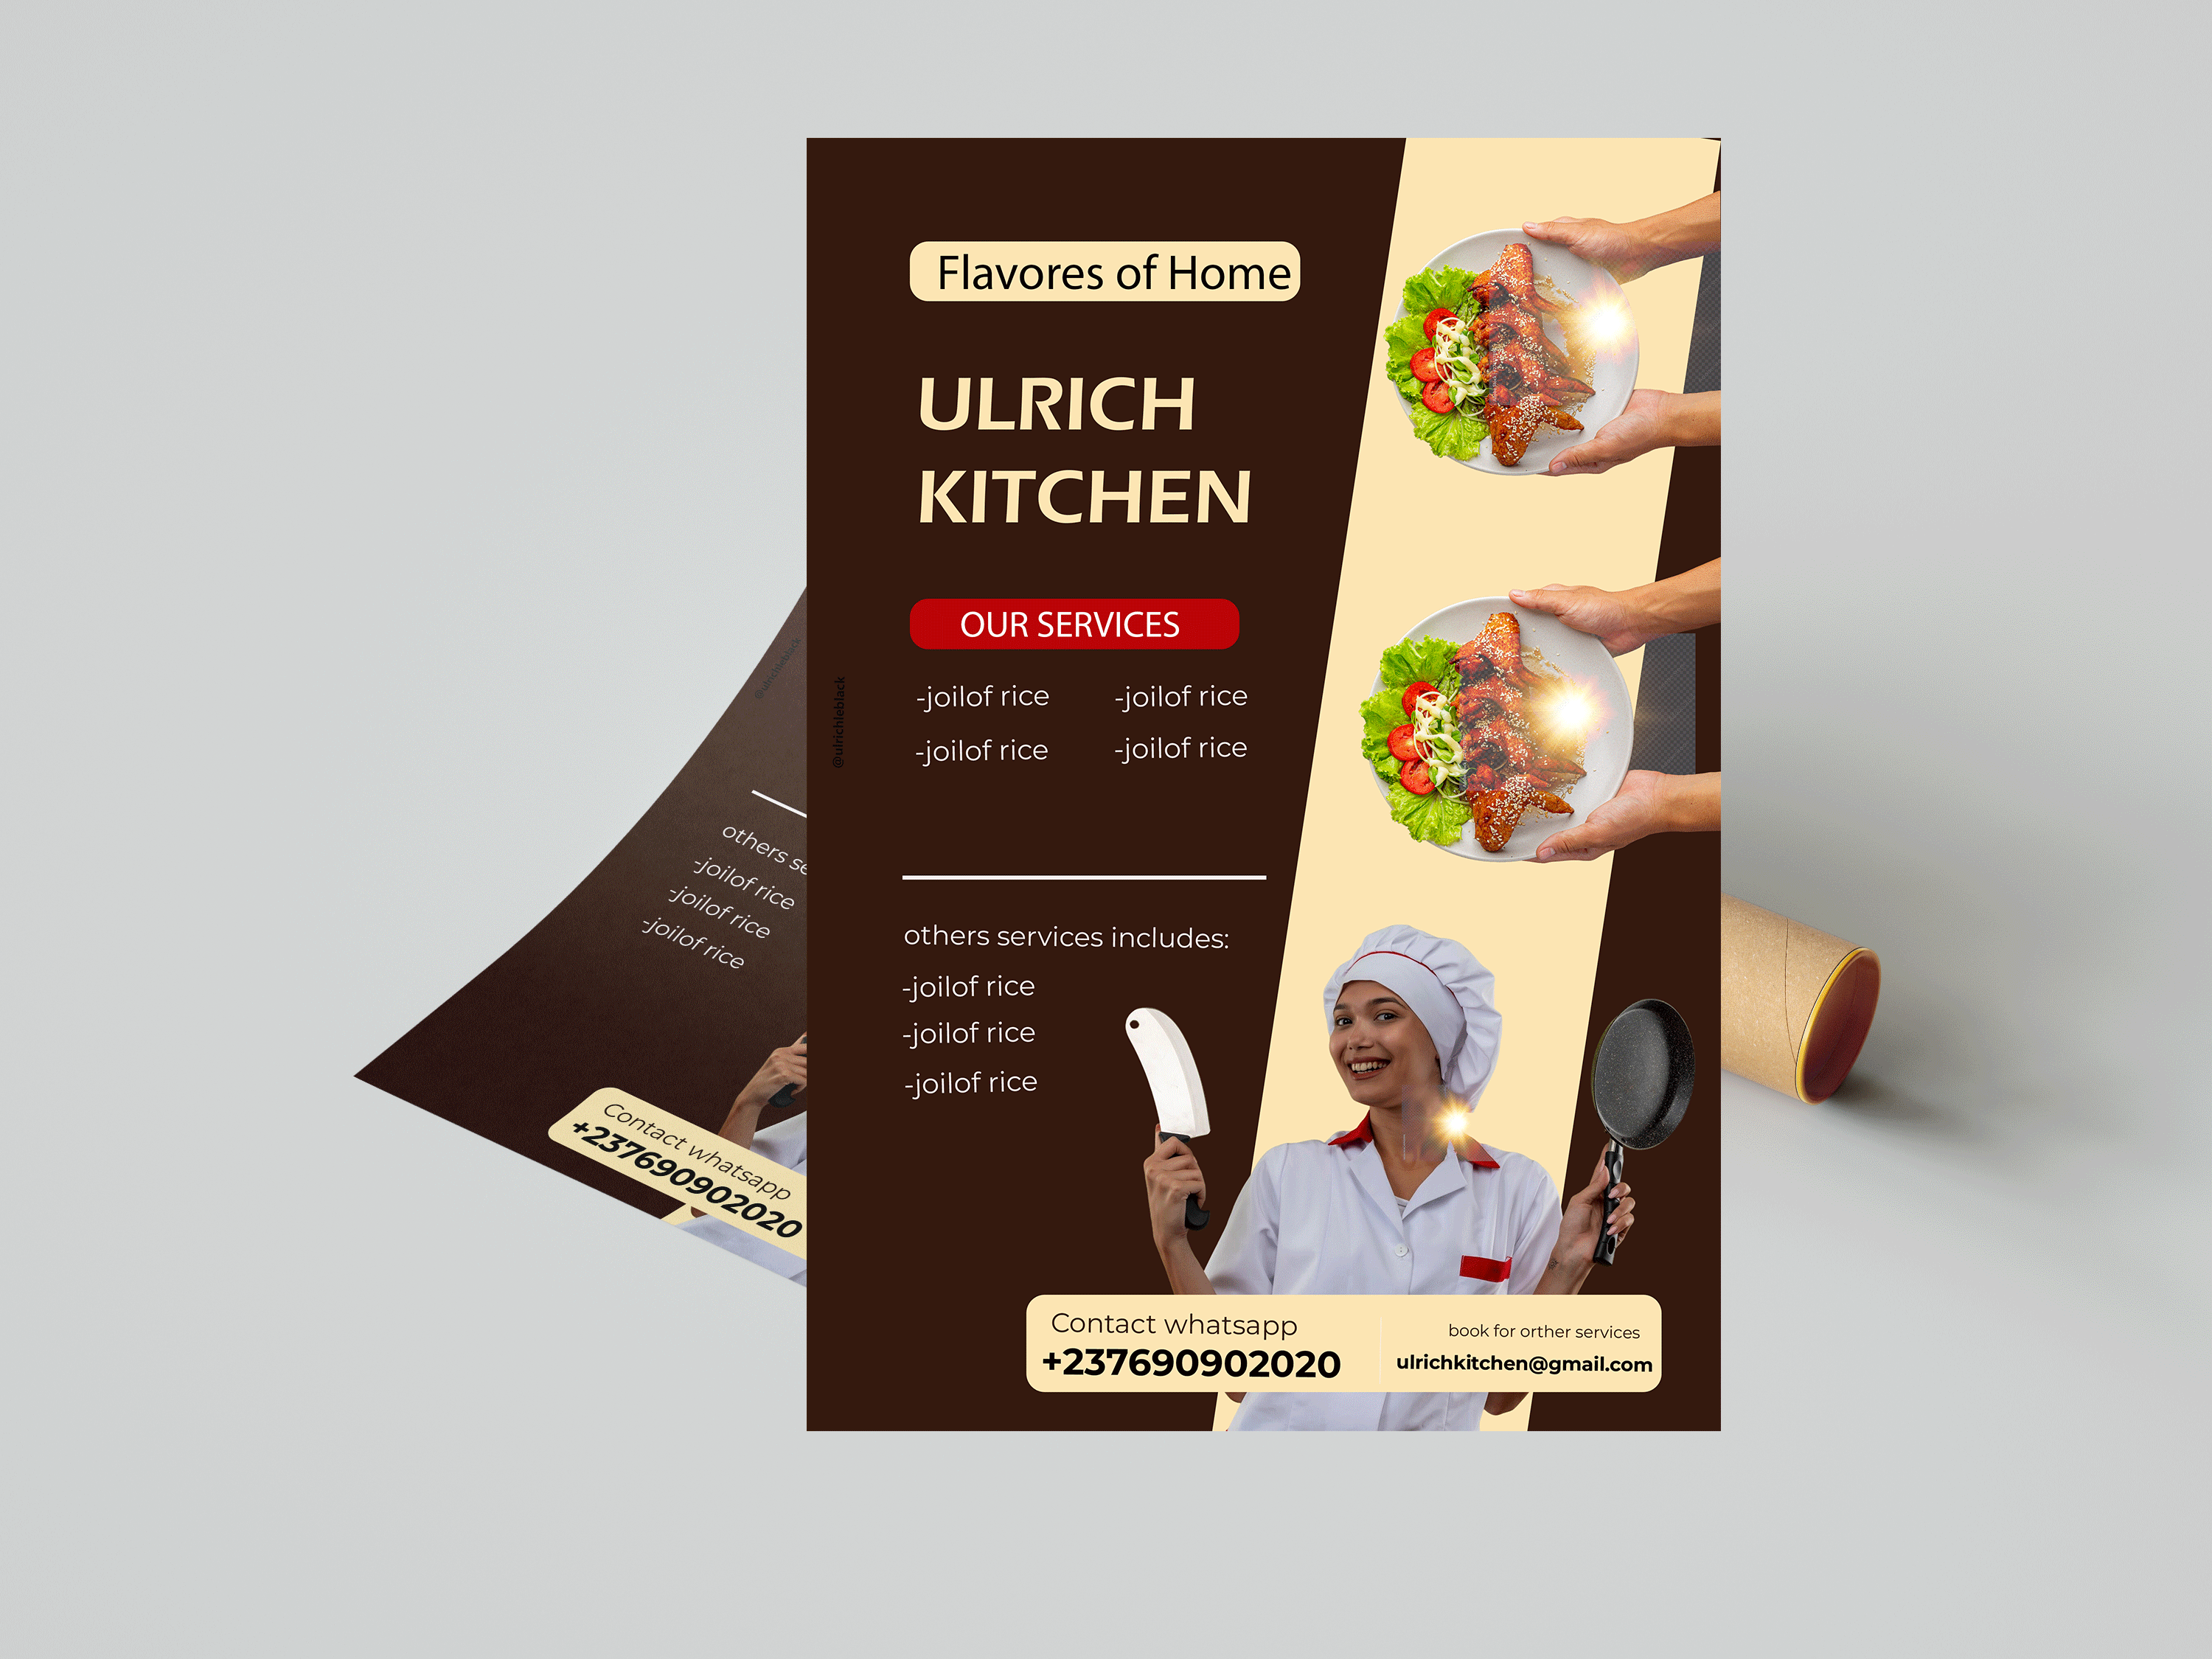 Flavores of Home
ULRICH
KITCHEN
OUR SERVICES
-joilof rice
-joilof rice
-joilof rice
-joilof rice
@ulrichleblack
others services includes:
-joilof rice
-joilof rice
-joilof rice
Contact whatsapp
+237690902020
book for orther services
ulrichkitchen@gmail.com
@ulrichleblack
others se
-joilof rice
-joilof rice
-joilof rice
Contact whatsapp
+237690902020